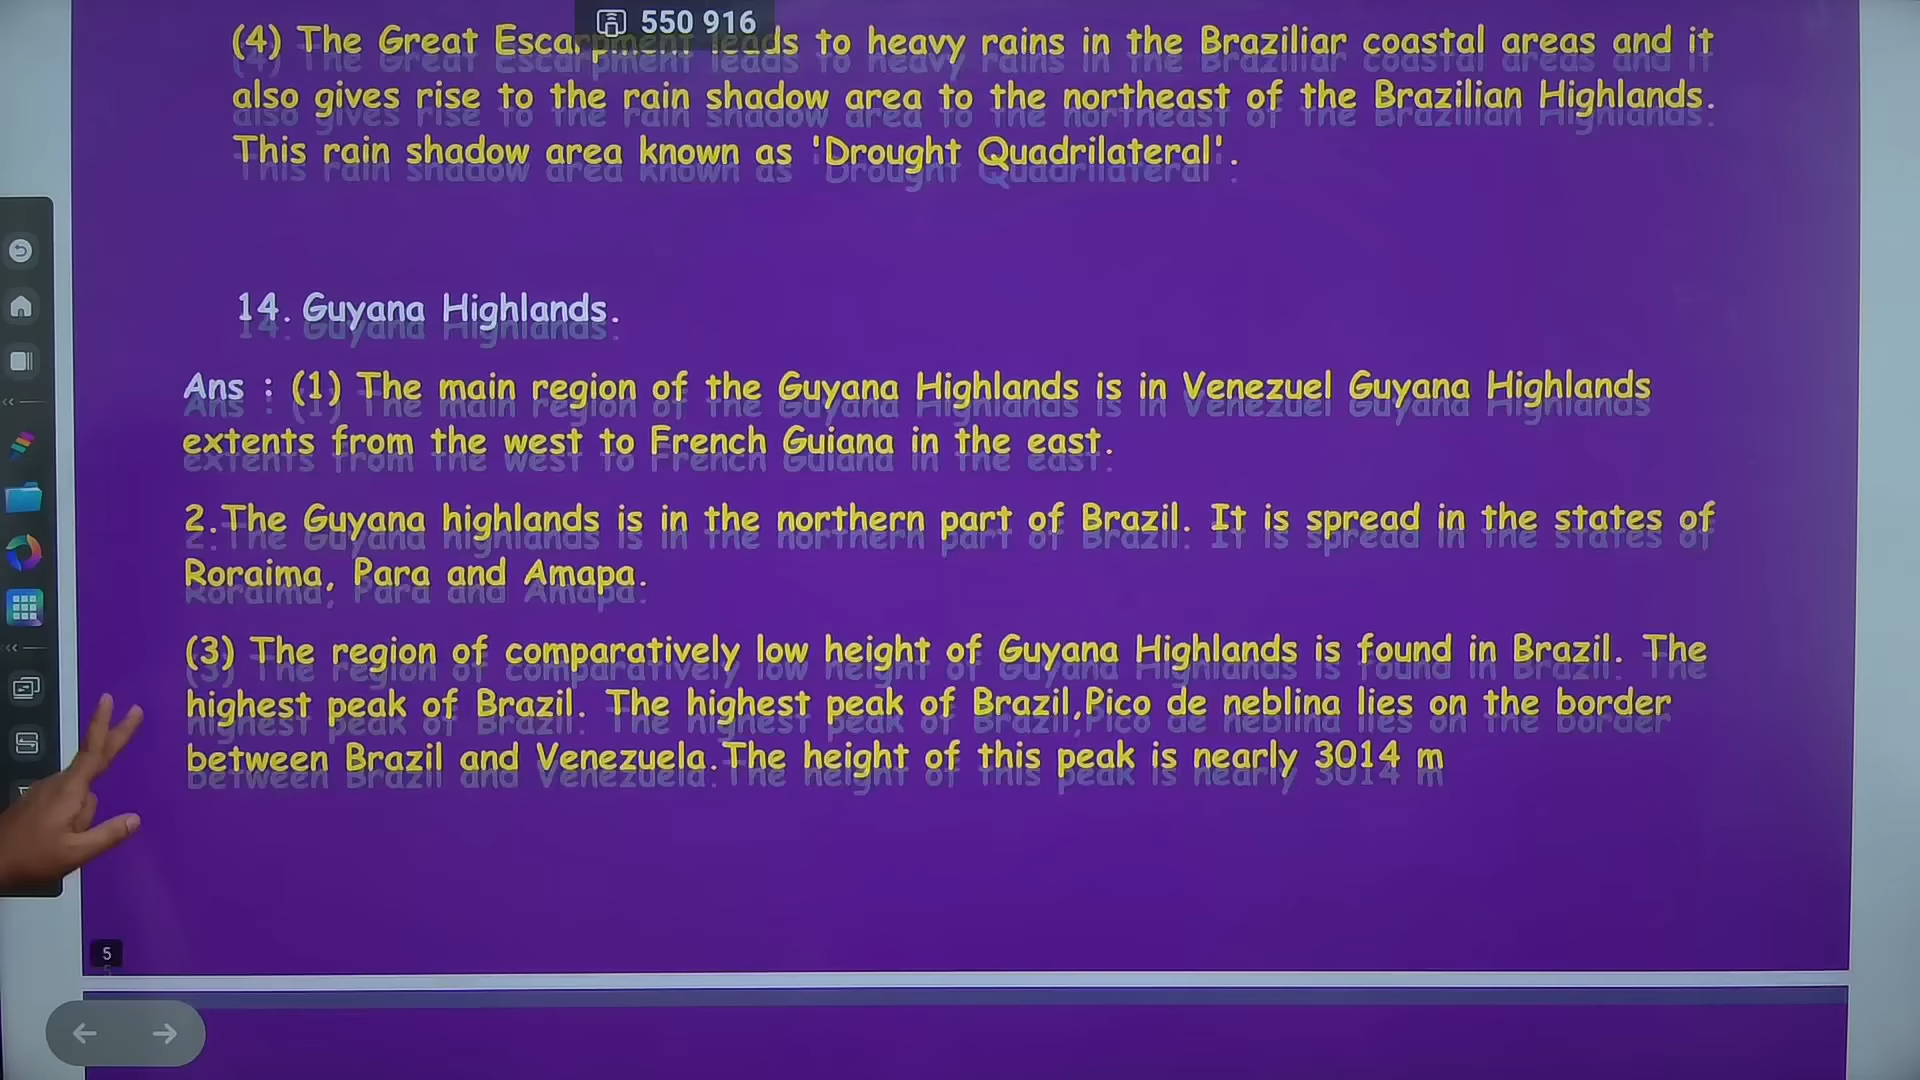 550 916
(4) The Great Escarpment leads to heavy rains in the Braziliar coastal areas and it
also gives rise to the rain shadow area to the northeast of the Brazilian Highlands.
This rain shadow area known as 'Drought Quadrilateral'.
14. Guyana Highlands.
Ans : (1) The main region of the Guyana Highlands is in Venezuel Guyana Highlands
extents from the west to French Guiana in the east.
2.The Guyana highlands is in the northern part of Brazil. It is spread in the states of
Roraima, Para and Amapa.
(3) The region of comparatively low height of Guyana Highlands is found in Brazil. The
highest peak of Brazil. The highest peak of Brazil,Pico de neblina lies on the border
between Brazil and Venezuela.The height of this peak is nearly 3014 m
5